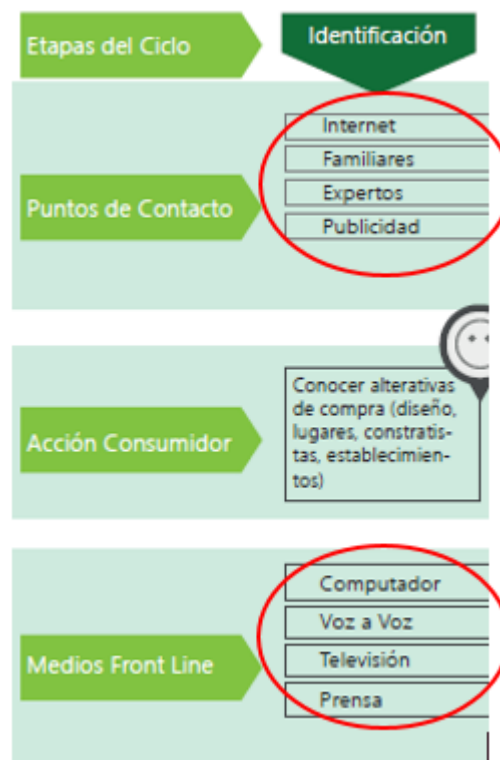 Etapas del Ciclo
Identificación
Puntos de Contacto
Internet
Familiares
Expertos
Publicidad
Acción Consumidor
Conocer alterativas
de compra (diseño,
lugares, constratis-
tas, establecimien-
tos)
Medios Front Line
Computador
Voz a Voz
Televisión
Prensa